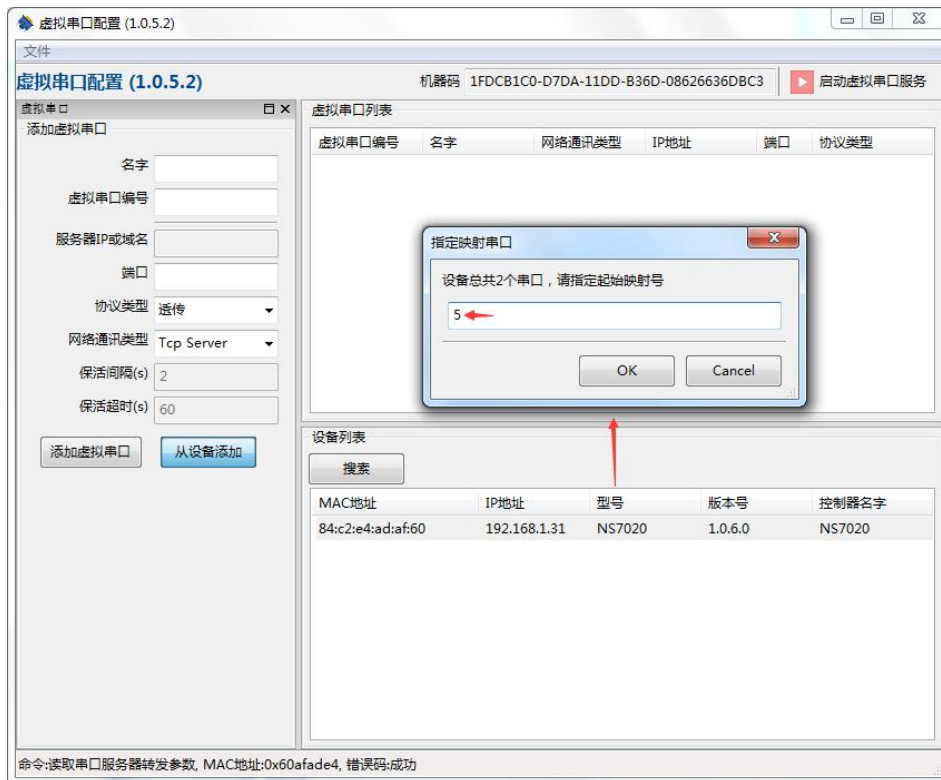 虚拟串口配置 (1.0.5.2)
文件
虚拟串口配置 (1.0.5.2)
机器码 1FDCB1C0-D7DA-11DD-B36D-08626636DBC3 启动虚拟串口服务
虚拟串口
添加虚拟串口
名字
虚拟串口编号
服务器IP或域名
端口
协议类型 透传
网络通讯类型 Tcp Server
保活间隔(s) 2
保活超时(s) 60
添加虚拟串口 从设备添加
虚拟串口列表
虚拟串口编号 名字 网络通讯类型 IP地址 端口 协议类型
指定映射串口
设备总共2个串口，请指定起始映射号
5
OK Cancel
设备列表
搜索
MAC地址 IP地址 型号 版本号 控制器名字
84:c2:e4:ad:af:60 192.168.1.31 NS7020 1.0.6.0 NS7020
命令:读取串口服务器转发参数, MAC地址:0x60afade4, 错误码:成功